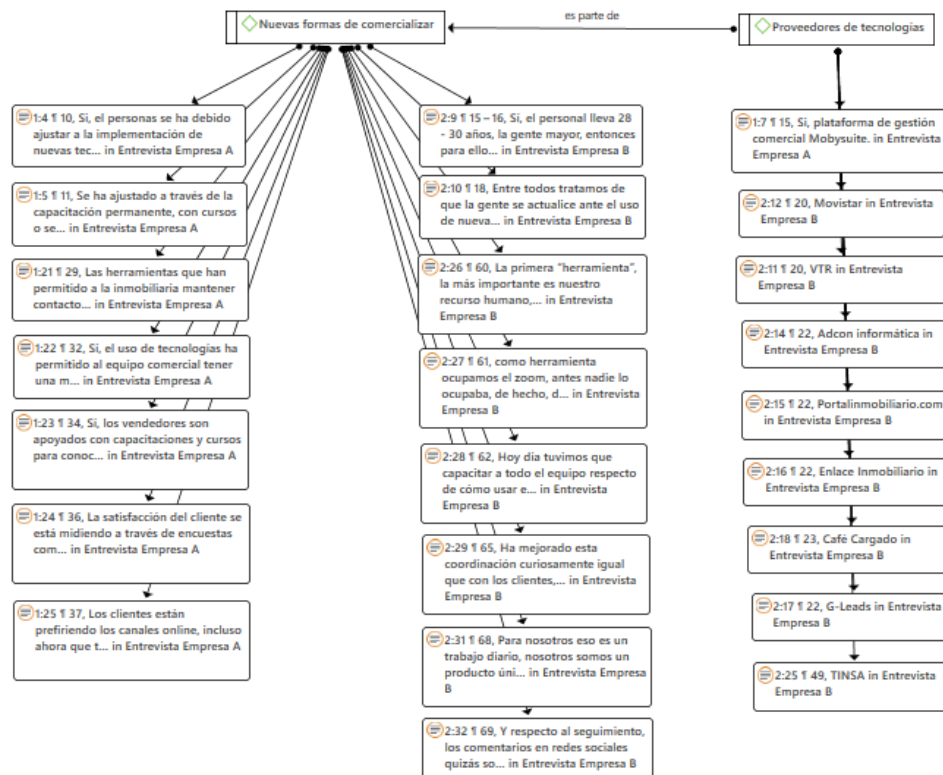 Nuevas formas de comercializar
es parte de
Proveedores de tecnologías
1:4 ¶ 10, Si, el personas se ha debido
ajustar a la implementación de
nuevas tec... in Entrevista Empresa A
1:5 ¶ 11, Se ha ajustado a través de la
capacitación permanente, con cursos
o se... in Entrevista Empresa A
1:21 ¶ 29, Las herramientas que han
permitido a la inmobiliaria mantener
contacto... in Entrevista Empresa A
1:22 ¶ 32, Si, el uso de tecnologías ha
permitido al equipo comercial tener
una m... in Entrevista Empresa A
1:23 ¶ 34, Si, los vendedores son
apoyados con capacitaciones y cursos
para conoc... in Entrevista Empresa A
1:24 ¶ 36, La satisfacción del cliente se
está midiendo a través de encuestas
com... in Entrevista Empresa A
1:25 ¶ 37, Los clientes están
prefiriendo los canales online, incluso
ahora que t... in Entrevista Empresa A
2:9 ¶ 15 – 16, Si, el personal lleva 28
- 30 años, la gente mayor, entonces
para ello... in Entrevista Empresa B
2:10 ¶ 18, Entre todos tratamos de
que la gente se actualice ante el uso
de nueva... in Entrevista Empresa B
2:26 ¶ 60, La primera “herramienta”,
la más importante es nuestro
recurso humano,... in Entrevista
Empresa B
2:27 ¶ 61, como herramienta
ocupamos el zoom, antes nadie lo
ocupaba, de hecho, d... in Entrevista
Empresa B
2:28 ¶ 62, Hoy día tuvimos que
capacitar a todo el equipo respecto
de cómo usar e... in Entrevista
Empresa B
2:29 ¶ 65, Ha mejorado esta
coordinación curiosamente igual
que con los clientes,... in Entrevista
Empresa B
2:31 ¶ 68, Para nosotros eso es un
trabajo diario, nosotros somos un
producto úni... in Entrevista Empresa
B
2:32 ¶ 69, Y respecto al seguimiento,
los comentarios en redes sociales
quizás so... in Entrevista Empresa B
1:7 ¶ 15, Si, platabforma de gestión
comercial Mobysuite. in Entrevista
Empresa A
2:12 ¶ 20, Movistar in Entrevista
Empresa B
2:11 ¶ 20, VTR in Entrevista
Empresa B
2:14 ¶ 22, Adcon informática in
Entrevista Empresa B
2:15 ¶ 22, Portalinmobiliario.com
in Entrevista Empresa B
2:16 ¶ 22, Enlace Inmobiliario in
Entrevista Empresa B
2:18 ¶ 23, Café Cargado in
Entrevista Empresa B
2:17 ¶ 22, G-Leads in Entrevista
Empresa B
2:25 ¶ 49, TINSA in Entrevista
Empresa B